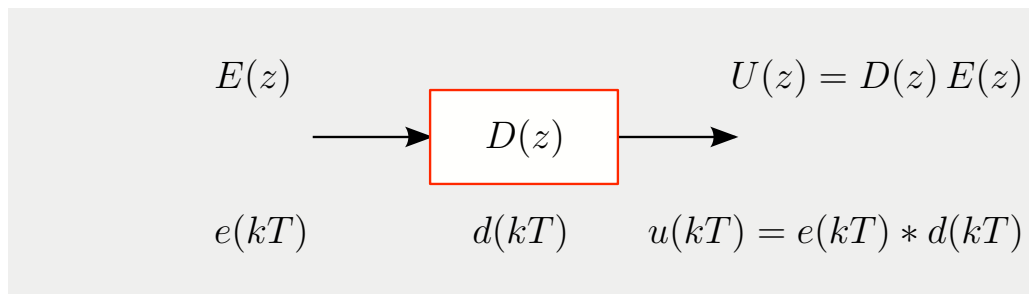 E(z) U(z) = D(z) E(z)
D(z)
e(kT) d(kT) u(kT) = e(kT) ∗ d(kT)